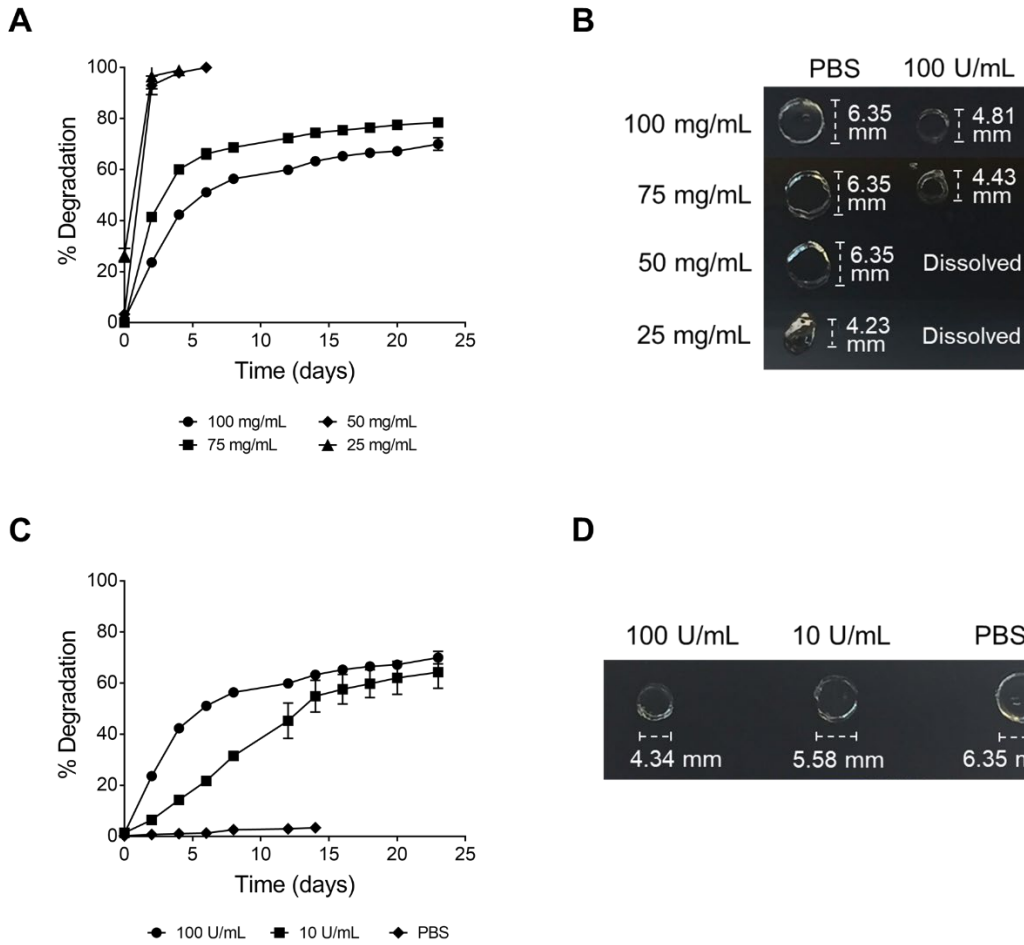 A
100
80
60
40
20
0
% Degradation
0 5 10 15 20 25
Time (days)
100 mg/mL 50 mg/mL
75 mg/mL 25 mg/mL
B
PBS 100 U/mL
100 mg/mL 6.35 mm 4.81 mm
75 mg/mL 6.35 mm 4.43 mm
50 mg/mL 6.35 mm Dissolved
25 mg/mL 4.23 mm Dissolved
C
100
80
60
40
20
0
% Degradation
0 5 10 15 20 25
Time (days)
100 U/mL 10 U/mL PBS
D
100 U/mL 10 U/mL PBS
4.34 mm 5.58 mm 6.35 m